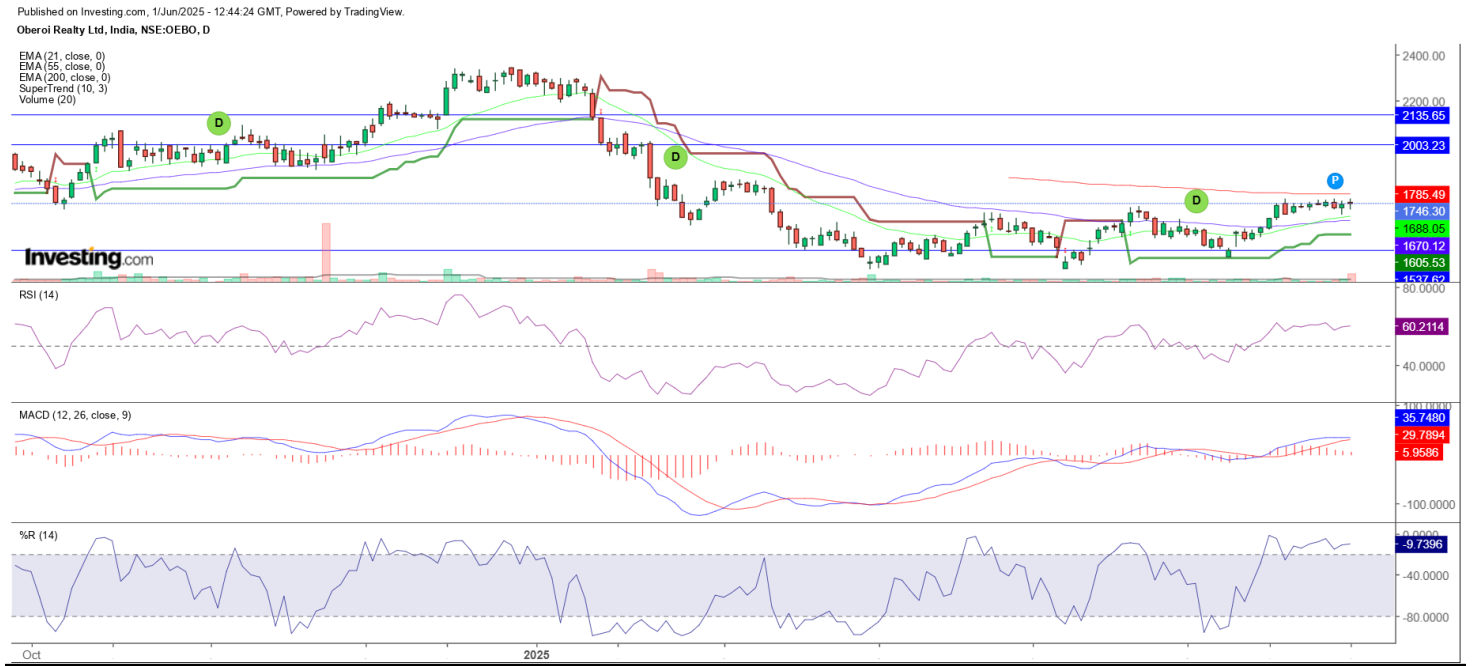 Published on Investing.com, 1/Jun/2025 - 12:44:24 GMT, Powered by TradingView.
Oberoi Realty Ltd, India, NSE:OEBO, D
EMA (21, close, 0)
EMA (55, close, 0)
EMA (200, close, 0)
SuperTrend (10, 3)
Volume (20)
2400.00
2200.00
2135.65
2003.23
1785.49
1746.30
1688.05
1670.12
1605.53
1537.62
D
D
D
P
Investing.com
RSI (14)
80.0000
60.2114
40.0000
MACD (12, 26, close, 9)
100.0000
35.7480
29.7894
5.9586
-100.0000
%R (14)
0.0000
-9.7396
-40.0000
-80.0000
Oct
2025